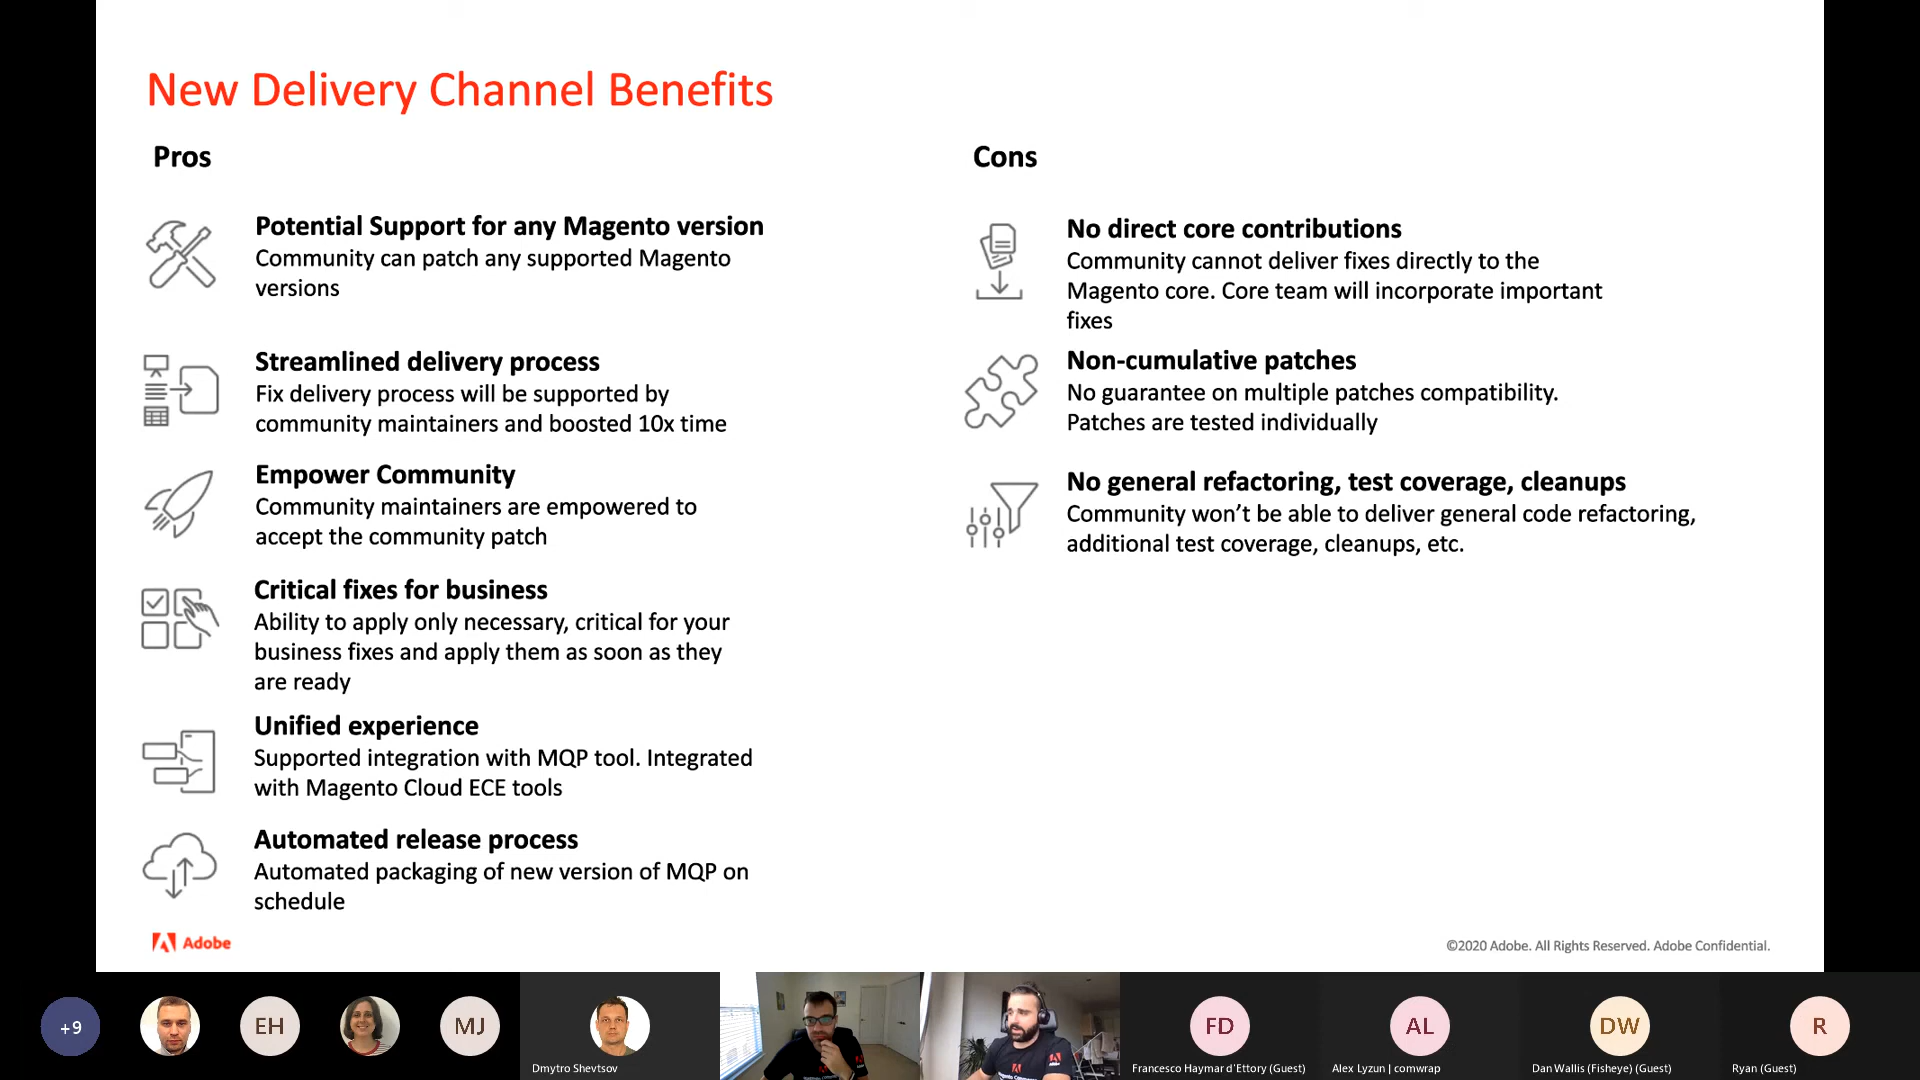 New Delivery Channel Benefits
Pros
Potential Support for any Magento version
Community can patch any supported Magento
versions
Streamlined delivery process
Fix delivery process will be supported by
community maintainers and boosted 10x time
Empower Community
Community maintainers are empowered to
accept the community patch
Critical fixes for business
Ability to apply only necessary, critical for your
business fixes and apply them as soon as they
are ready
Unified experience
Supported integration with MQP tool. Integrated
with Magento Cloud ECE tools
Automated release process
Automated packaging of new version of MQP on
schedule
Cons
No direct core contributions
Community cannot deliver fixes directly to the
Magento core. Core team will incorporate important
fixes
Non-cumulative patches
No guarantee on multiple patches compatibility.
Patches are tested individually
No general refactoring, test coverage, cleanups
Community won't be able to deliver general code refactoring,
additional test coverage, cleanups, etc.
Adobe
©2020 Adobe. All Rights Reserved. Adobe Confidential.
+9
EH
MJ
FD
AL
DW
R
Dmytro Shevtsov
Francesco Haymar d'Ettory (Guest)
Alex Lyzun | comwrap
Dan Wallis (Fisheye) (Guest)
Ryan (Guest)